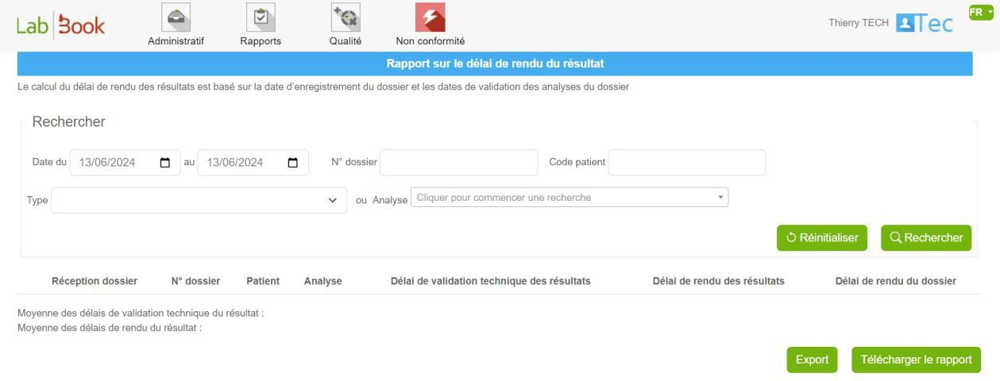 Lab Book
Administratif
Rapports
Qualité
Non conformité
Thierry TECH
Tec
FR
Rapport sur le délai de rendu du résultat
Le calcul du délai de rendu des résultats est basé sur la date d'enregistrement du dossier et les dates de validation des analyses du dossier
Rechercher
Date du 13/06/2024 au 13/06/2024 N° dossier Code patient
Type ou Analyse Cliquer pour commencer une recherche
Réinitialiser Rechercher
Réception dossier N° dossier Patient Analyse Délai de validation technique des résultats Délai de rendu des résultats Délai de rendu du dossier
Moyenne des délais de validation technique du résultat :
Moyenne des délais de rendu du résultat :
Export Télécharger le rapport